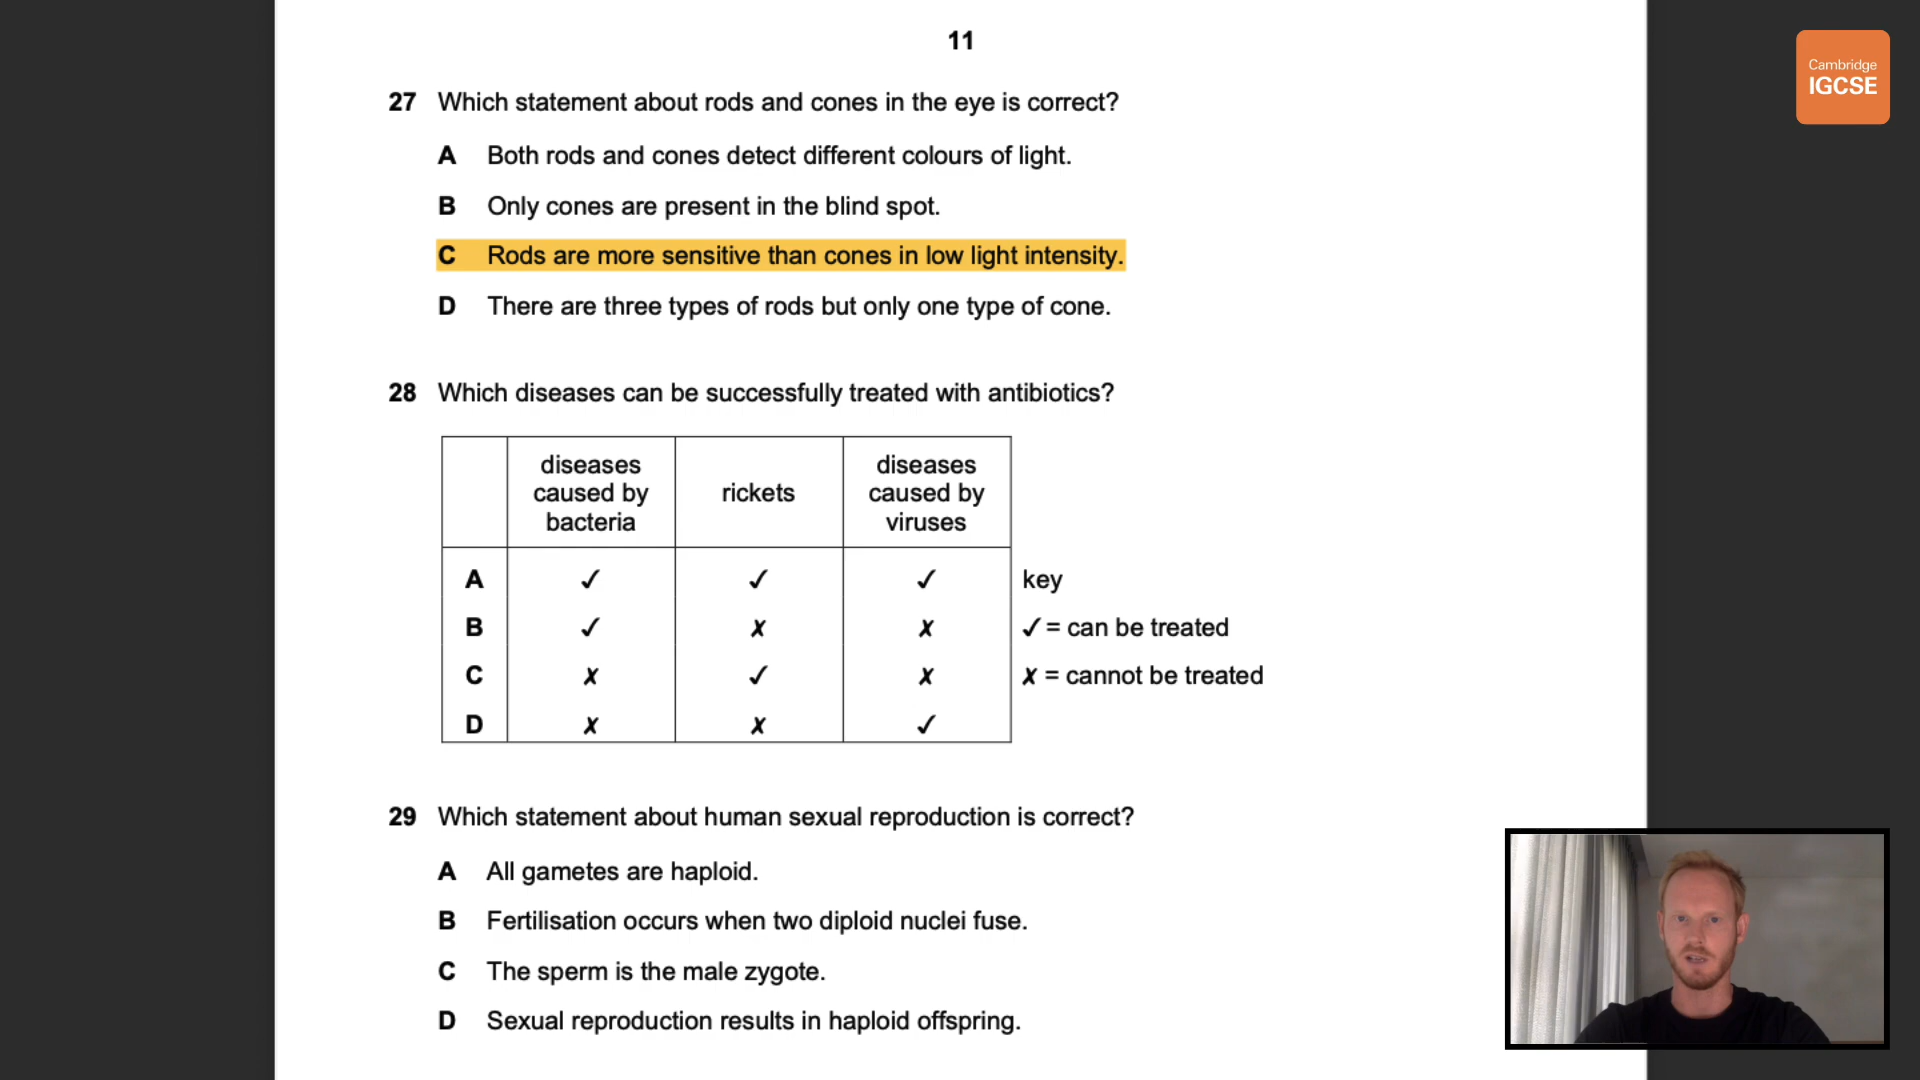 11
Cambridge
IGCSE
27 Which statement about rods and cones in the eye is correct?
A Both rods and cones detect different colours of light.
B Only cones are present in the blind spot.
C Rods are more sensitive than cones in low light intensity.
D There are three types of rods but only one type of cone.
28 Which diseases can be successfully treated with antibiotics?
diseases caused by bacteria rickets diseases caused by viruses
A ✓ ✓ ✓ key
B ✓ ✗ ✗ ✓ = can be treated
C ✗ ✓ ✗ ✗ = cannot be treated
D ✗ ✗ ✓
29 Which statement about human sexual reproduction is correct?
A All gametes are haploid.
B Fertilisation occurs when two diploid nuclei fuse.
C The sperm is the male zygote.
D Sexual reproduction results in haploid offspring.